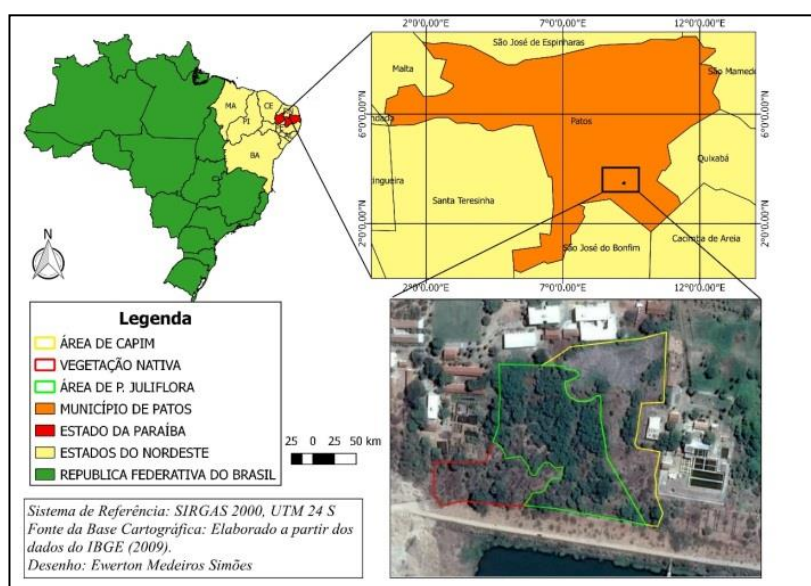 2°0'0.00"E
7°0'0.00"E
12°0'0.00"E
São José de Espinharas
Malta
São Mamede
6°0'0.00"N
6°0'0.00"N
Patos
Quixabá
Santa Teresinha
2°0'0.00"N
2°0'0.00"N
São José do Bonfim
Cacimba de Areia
2°0'0.00"E
7°0'0.00"E
12°0'0.00"E
MA
CE
PI
BA
N
Legenda
ÁREA DE CAPIM
VEGETAÇÃO NATIVA
ÁREA DE P. JULIFLORA
MUNICÍPIO DE PATOS
ESTADO DA PARAÍBA
ESTADOS DO NORDESTE
REPUBLICA FEDERATIVA DO BRASIL
25 0 25 50 km
Sistema de Referência: SIRGAS 2000, UTM 24 S
Fonte da Base Cartográfica: Elaborado a partir dos
dados do IBGE (2009).
Desenho: Ewerton Medeiros Simões